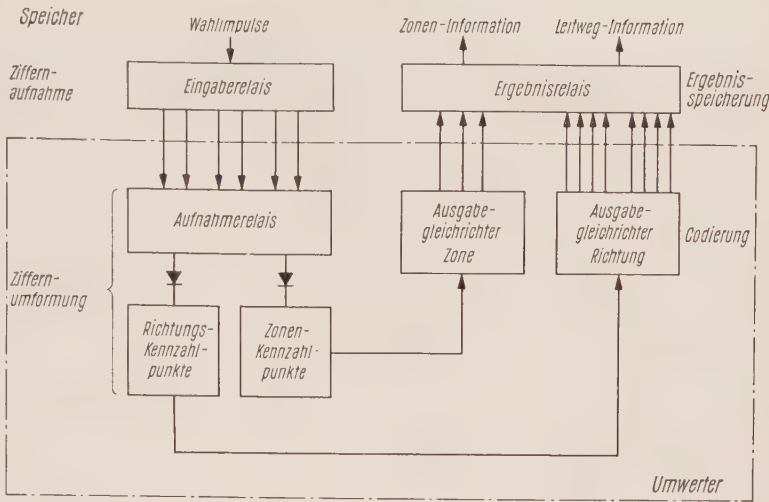 Speicher
Wahlimpulse
Zonen-Information
Leitweg-Information
Ziffern-
aufnahme
Eingaberelais
Ergebnisrelais
Ergebnis-
speicherung
Aufnahmerelais
Ausgabe-
gleichrichter
Zone
Ausgabe-
gleichrichter
Richtung
Codierung
Ziffern-
umformung
Richtungs-
Kennzahl-
punkte
Zonen-
Kennzahl-
punkte
Umwerter